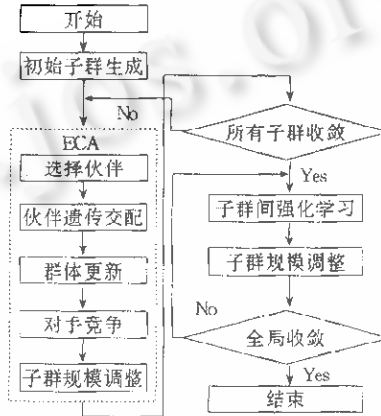 开始
初始子群生成
No
ECA
选择伙伴
伙伴遗传交配
群体更新
对手竞争
子群规模调整
所有子群收敛
Yes
子群间强化学习
子群规模调整
No
全局收敛
Yes
结束